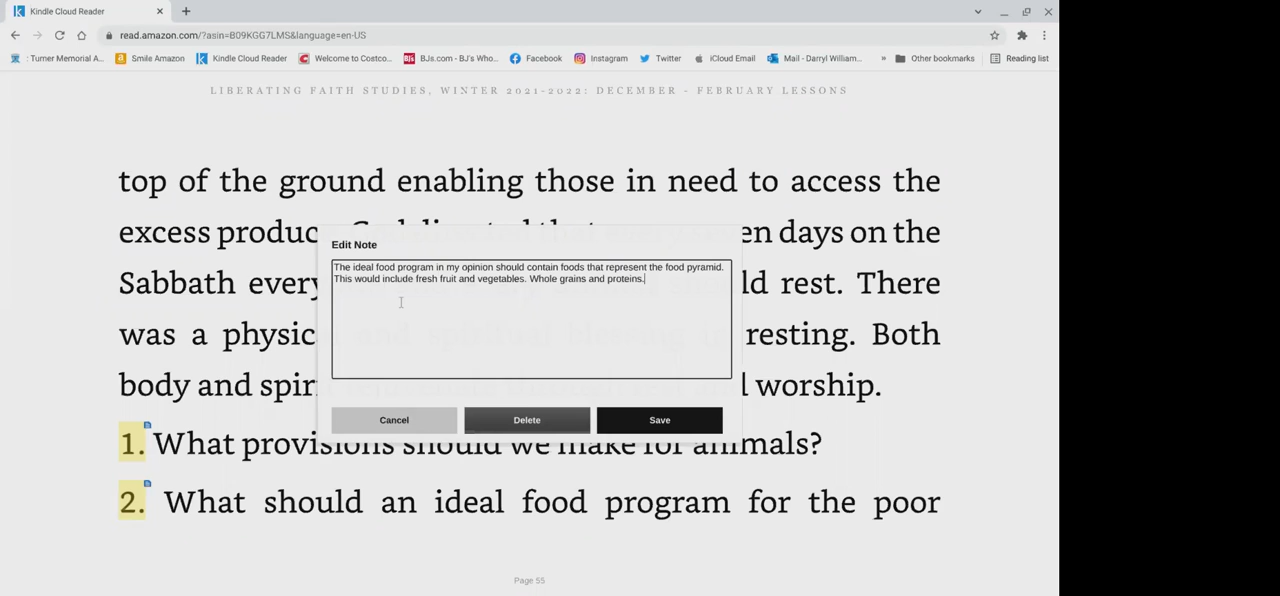 Kindle Cloud Reader
read.amazon.com/?asin=B09KGG7LMS&language=en-US
: Turner Memorial A... Smile Amazon Kindle Cloud Reader Welcome to Costco... BJs.com - BJ's Who... Facebook Instagram Twitter iCloud Email Mail - Darryl William... » Other bookmarks Reading list
LIBERATING FAITH STUDIES, WINTER 2021-2022: DECEMBER - FEBRUARY LESSONS
top of the ground enabling those in need to access the
excess produc en days on the
Edit Note
The ideal food program in my opinion should contain foods that represent the food pyramid.
This would include fresh fruit and vegetables. Whole grains and proteins.
Sabbath every ld rest. There
was a physic resting. Both
body and spir l worship.
Cancel Delete Save
1. What provisions should we make for animals?
2. What should an ideal food program for the poor
Page 55